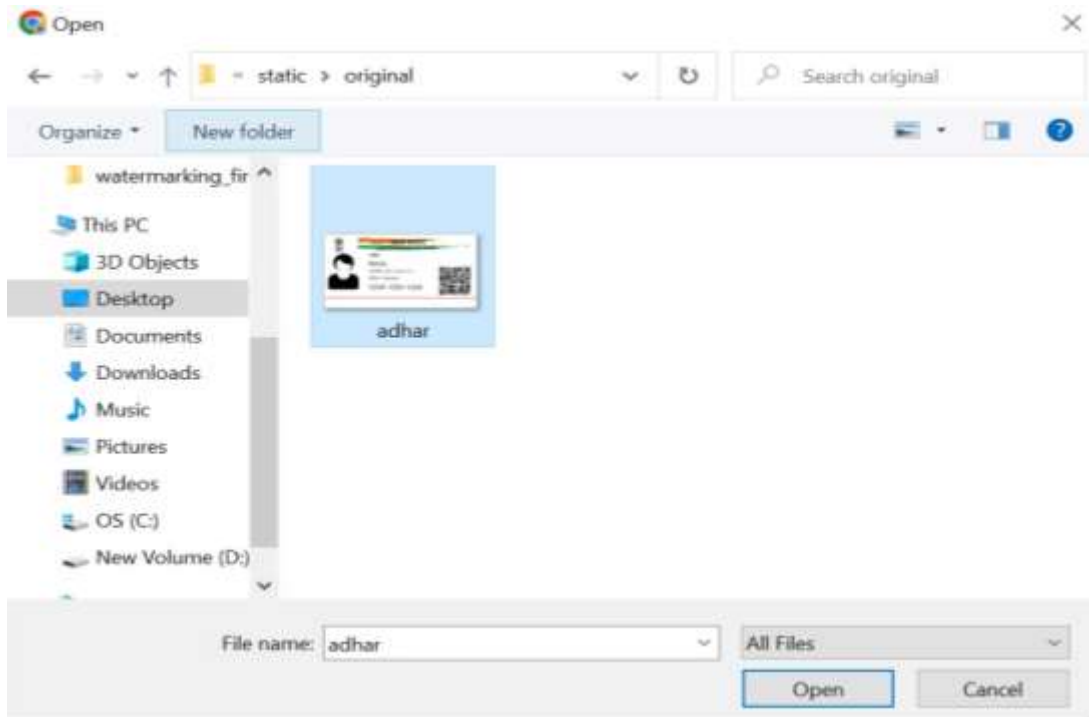 Open
« static › original
Search original
Organize
New folder
watermarking_fir
This PC
3D Objects
Desktop
Documents
Downloads
Music
Pictures
Videos
OS (C:)
New Volume (D:)
adhar
File name: adhar
All Files
Open
Cancel